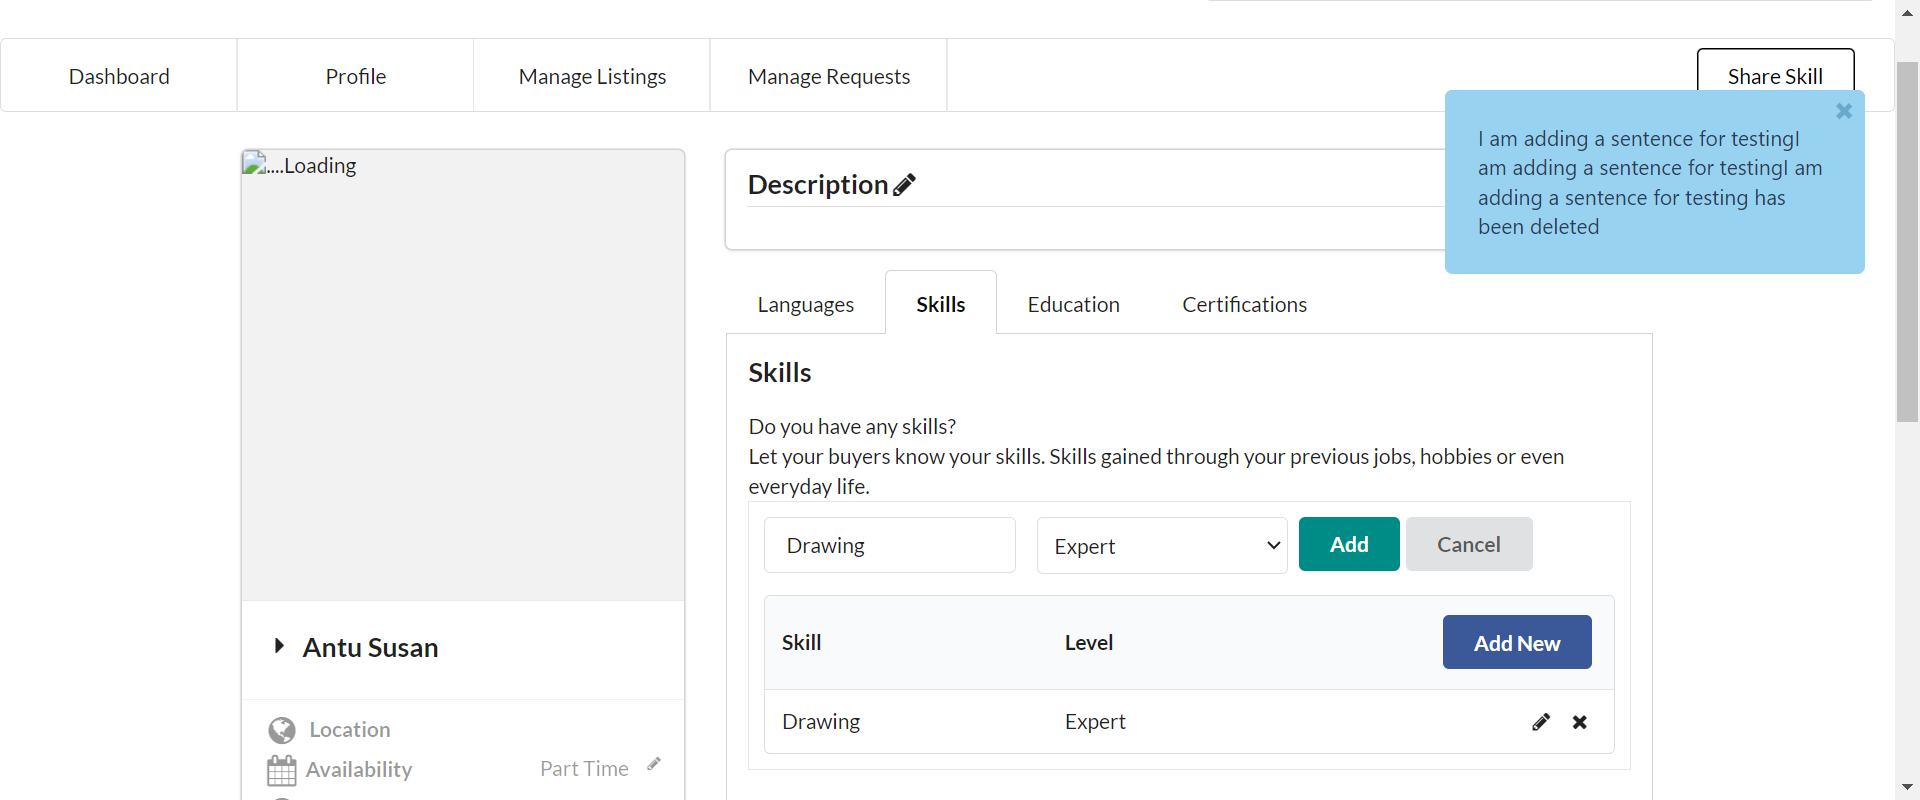 Dashboard
Profile
Manage Listings
Manage Requests
Share Skill
I am adding a sentence for testingI
am adding a sentence for testingI am
adding a sentence for testing has
been deleted
....Loading
Description
Languages
Skills
Education
Certifications
Skills
Do you have any skills?
Let your buyers know your skills. Skills gained through your previous jobs, hobbies or even
everyday life.
Drawing
Expert
Add
Cancel
Skill
Level
Add New
Drawing
Expert
Antu Susan
Location
Availability
Part Time